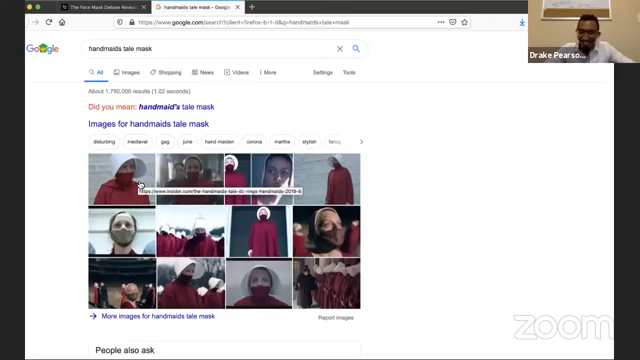 The Face Mask Debate Reveals
handmaids tale mask - Google
https://www.google.com/search?client=firefox-b-1-d&q=handmaids+tale+mask
Google
handmaids tale mask
All
Images
Shopping
News
Videos
More
Settings
Tools
About 1,750,000 results (1.02 seconds)
Did you mean: handmaid's tale mask
Images for handmaids tale mask
disturbing
medieval
gag
june
hand maiden
corona
martha
stylish
fancy
https://www.insider.com/the-handmaids-tale-dc-rings-handmaids-2019-6
More images for handmaids tale mask
Report images
People also ask
Drake Pearso...
zoom